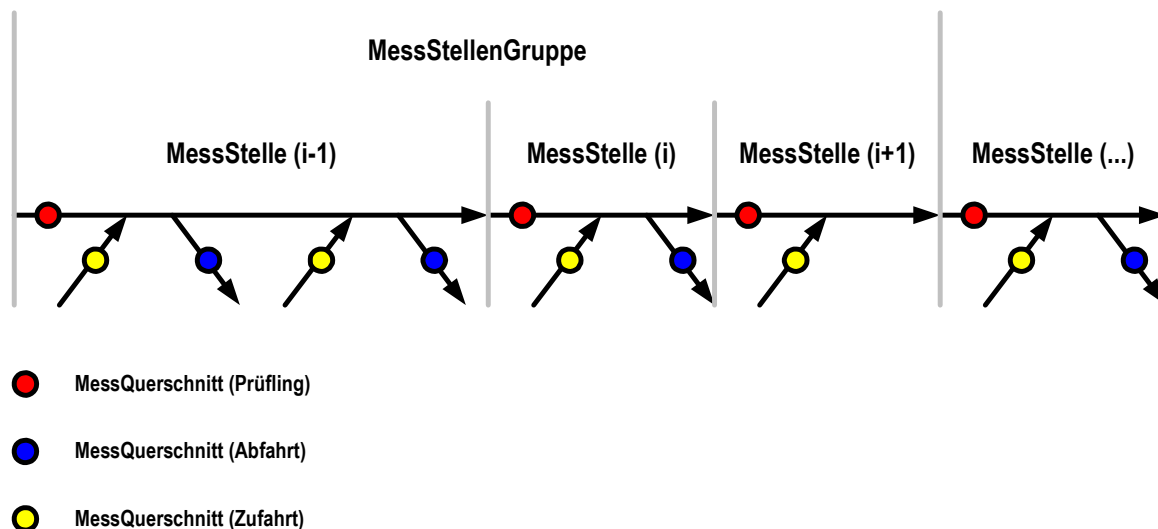 MessStellenGruppe
MessStelle (i-1)
MessStelle (i)
MessStelle (i+1)
MessStelle (...)
MessQuerschnitt (Prüfling)
MessQuerschnitt (Abfahrt)
MessQuerschnitt (Zufahrt)